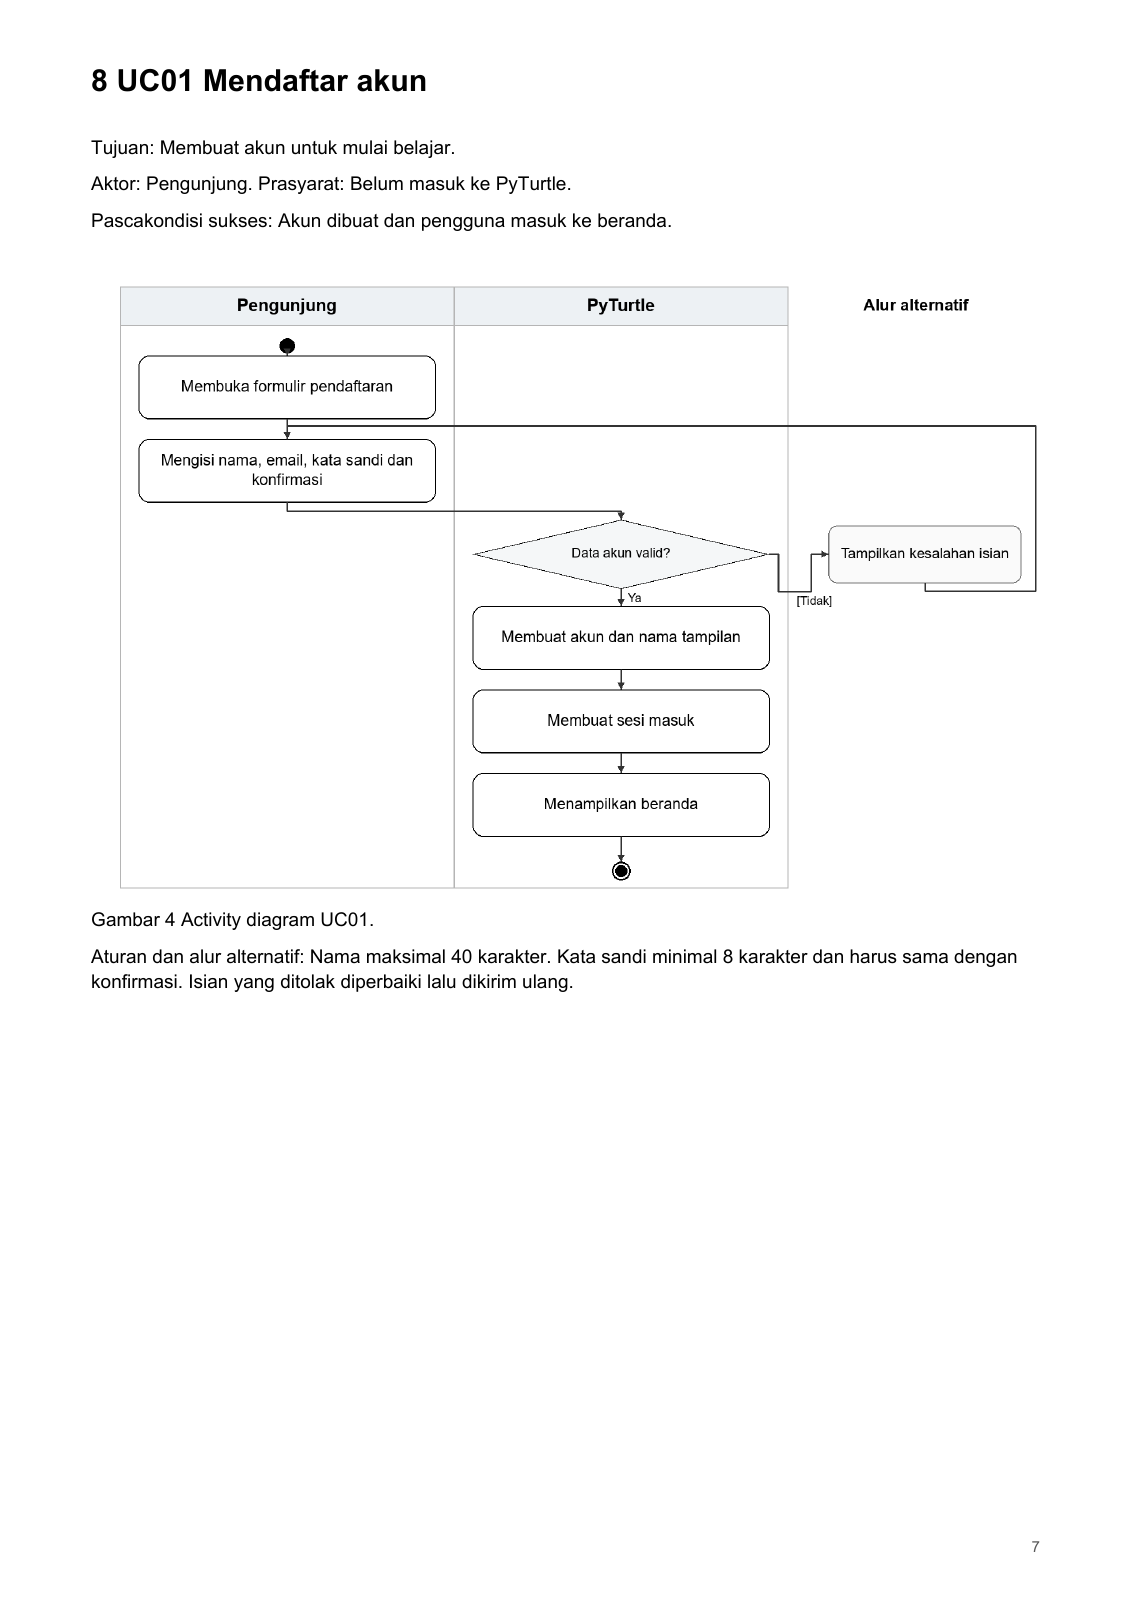 8 UC01 Mendaftar akun
Tujuan: Membuat akun untuk mulai belajar.
Aktor: Pengunjung. Prasyarat: Belum masuk ke PyTurtle.
Pascakondisi sukses: Akun dibuat dan pengguna masuk ke beranda.
Pengunjung
PyTurtle
Alur alternatif
Membuka formulir pendaftaran
Mengisi nama, email, kata sandi dan
konfirmasi
Data akun valid?
Tampilkan kesalahan isian
Ya
[Tidak]
Membuat akun dan nama tampilan
Membuat sesi masuk
Menampilkan beranda
Gambar 4 Activity diagram UC01.
Aturan dan alur alternatif: Nama maksimal 40 karakter. Kata sandi minimal 8 karakter dan harus sama dengan
konfirmasi. Isian yang ditolak diperbaiki lalu dikirim ulang.
7